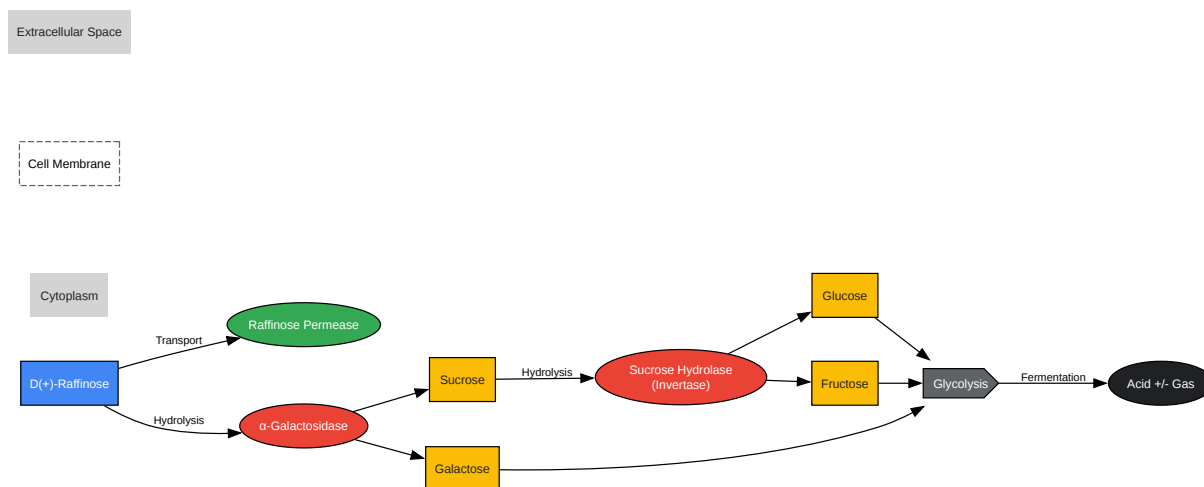 Extracellular Space
Cell Membrane
Cytoplasm
Glucose
Raffinose Permease
Transport
D(+)-Raffinose
Sucrose
Hydrolysis
Sucrose Hydrolase
(Invertase)
Fructose
Glycolysis
Fermentation
Acid +/- Gas
Hydrolysis
α-Galactosidase
Galactose